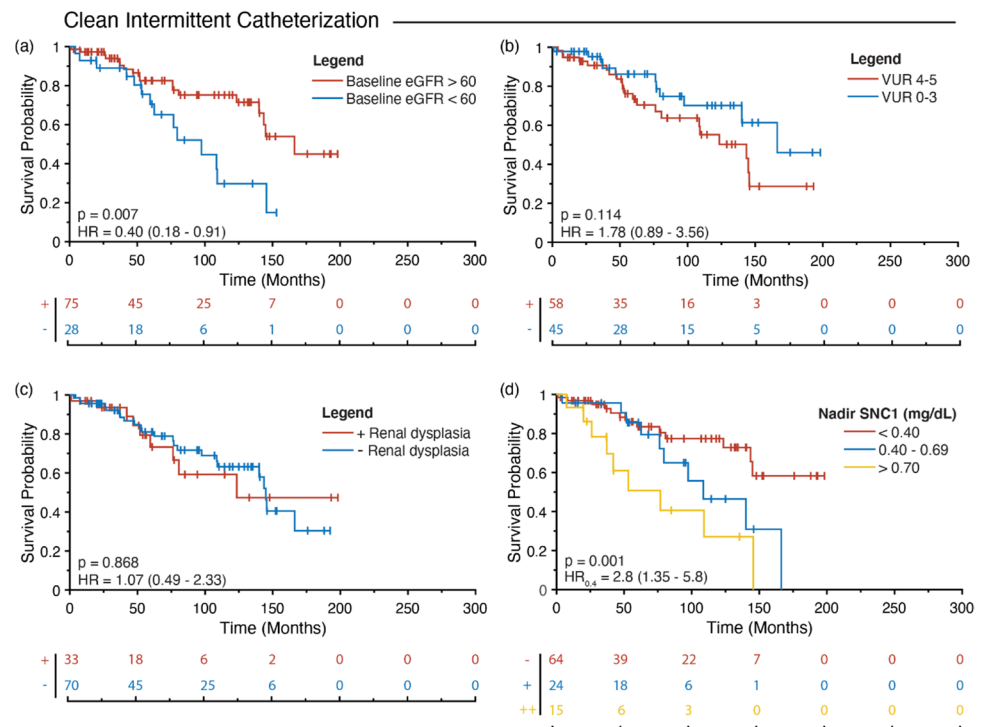 Clean Intermittent Catheterization
(a)
Survival Probability
1
0.8
0.6
0.4
0.2
0
Legend
Baseline eGFR > 60
Baseline eGFR < 60
p = 0.007
HR = 0.40 (0.18 - 0.91)
0 50 100 150 200 250 300
Time (Months)
+ 75 45 25 7 0 0 0
- 28 18 6 1 0 0 0
(b)
Survival Probability
1
0.8
0.6
0.4
0.2
0
Legend
VUR 4-5
VUR 0-3
p = 0.114
HR = 1.78 (0.89 - 3.56)
0 50 100 150 200 250 300
Time (Months)
+ 58 35 16 3 0 0 0
- 45 28 15 5 0 0 0
(c)
Survival Probability
1
0.8
0.6
0.4
0.2
0
Legend
+ Renal dysplasia
- Renal dysplasia
p = 0.868
HR = 1.07 (0.49 - 2.33)
0 50 100 150 200 250 300
Time (Months)
+ 33 18 6 2 0 0 0
- 70 45 25 6 0 0 0
(d)
Survival Probability
1
0.8
0.6
0.4
0.2
0
Nadir SNC1 (mg/dL)
< 0.40
0.40 - 0.69
> 0.70
p = 0.001
HR0.4 = 2.8 (1.35 - 5.8)
0 50 100 150 200 250 300
Time (Months)
- 64 39 22 7 0 0 0
+ 24 18 6 1 0 0 0
++ 15 6 3 0 0 0 0